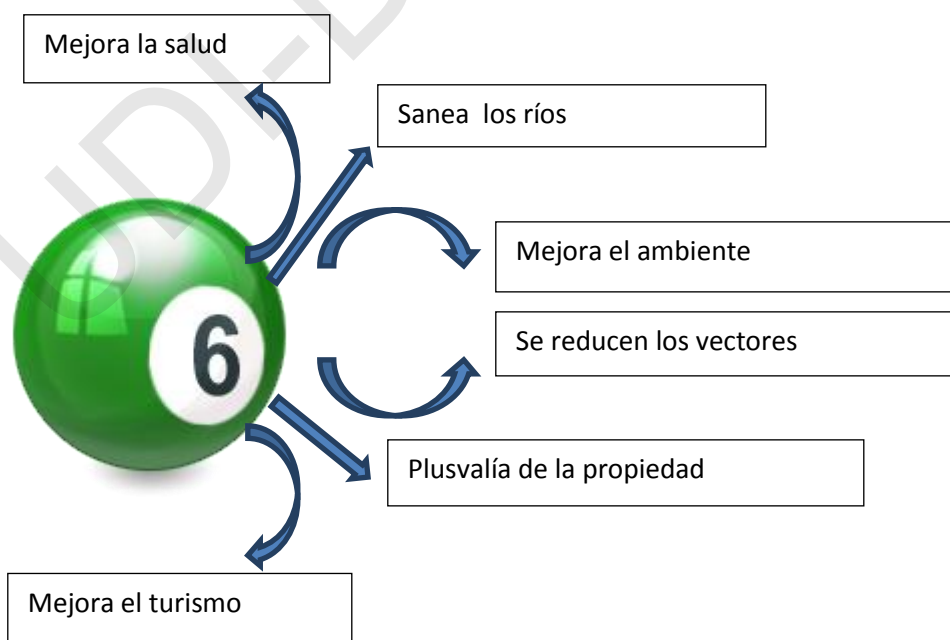 Mejora la salud
Sanea los ríos
Mejora el ambiente
6
Se reducen los vectores
Plusvalía de la propiedad
Mejora el turismo